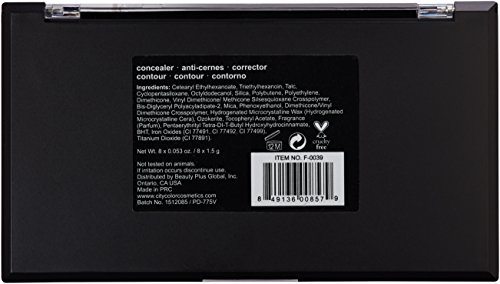 concealer · anti-cernes · corrector
contour · contour · contorno
Ingredients: Cetearyl Ethylhexanoate, Triethylhexanoin, Talc,
Cyclopentasiloxane, Octyldodecanol, Silica, Polybutene, Polyethylene,
Dimethicone, Vinyl Dimethicone/ Methicone Silsesquioxane Crosspolymer,
Bis-Diglyceryl Polyacyladipate-2, Mica, Phenoxyethanol, Dimethicone/Vinyl
Dimethicone Crosspolymer, Hydrogenated Microcrystalline Wax (Hydrogenated
Microcrystalline Cera), Ozokerite, Tocopheryl Acetate, Fragrance
(Parfum), Pentaerythrityl Tetra-Di-T-Butyl Hydroxyhydrocinnamate,
BHT, Iron Oxides (CI 77491, CI 77492, CI 77499).
Titanium Dioxide (CI 77891).
Net Wt. 8 x 0.053 oz. / 8 x 1.5 g
12M
cruelty
free
Not tested on animals.
If irritation occurs discontinue use.
Distributed by Beauty Plus Global, Inc.
Ontario, CA USA
Made in PRC
www.citycolorcosmetics.com
Batch No. 1512085 / PD-775V
ITEM NO. F-0039
8 49136 00857 9